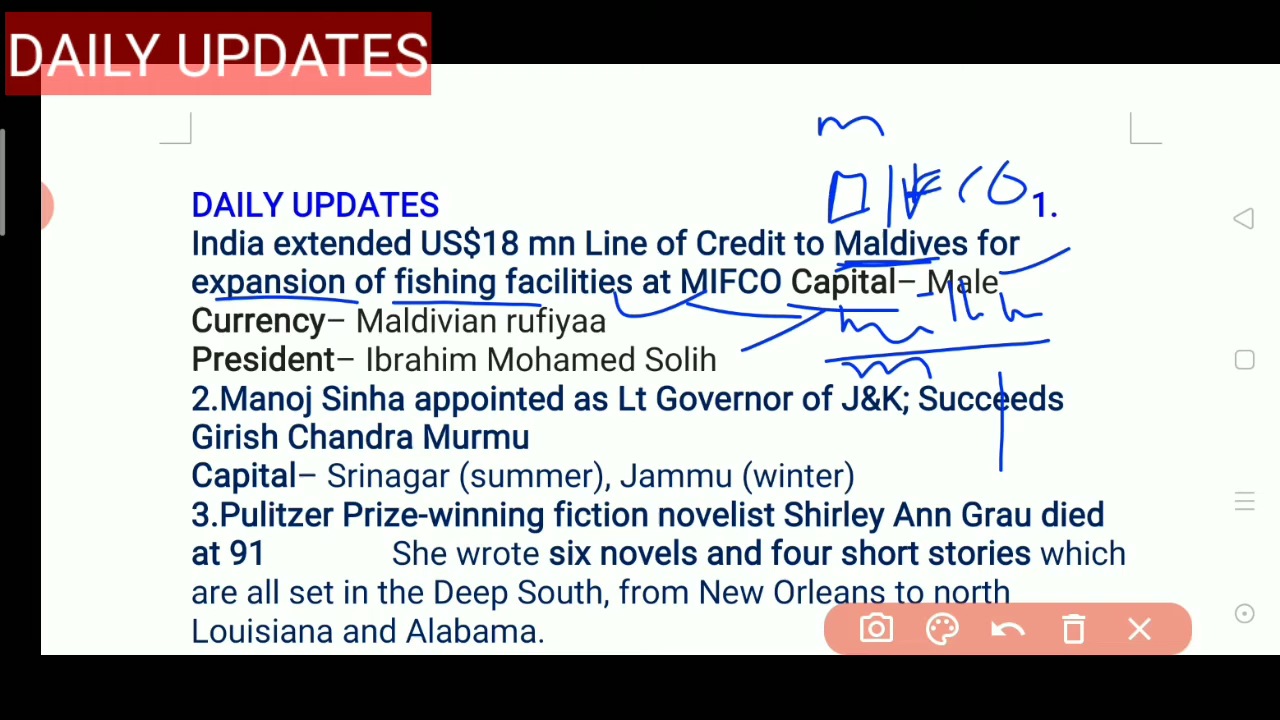 DAILY UPDATES
DAILY UPDATES 1.
India extended US$18 mn Line of Credit to Maldives for
expansion of fishing facilities at MIFCO Capital– Male
Currency– Maldivian rufiyaa
President– Ibrahim Mohamed Solih
2.Manoj Sinha appointed as Lt Governor of J&K; Succeeds
Girish Chandra Murmu
Capital– Srinagar (summer), Jammu (winter)
3.Pulitzer Prize-winning fiction novelist Shirley Ann Grau died
at 91 She wrote six novels and four short stories which
are all set in the Deep South, from New Orleans to north
Louisiana and Alabama.